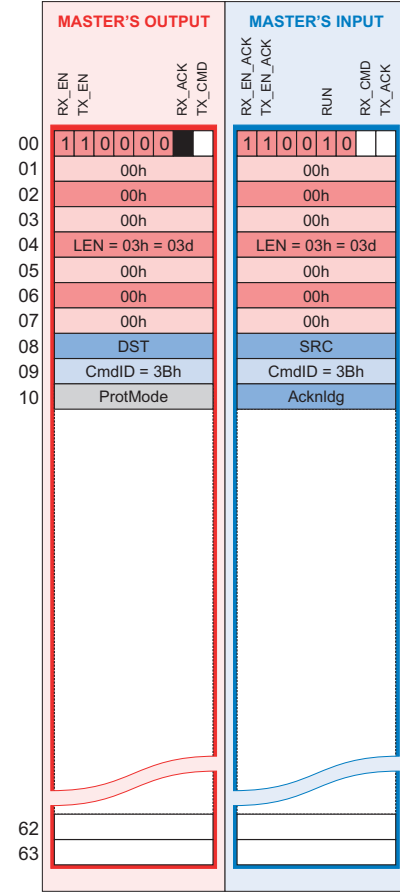 MASTER'S OUTPUT MASTER'S INPUT
RX_EN TX_EN RX_ACK TX_CMD RX_EN_ACK TX_EN_ACK RUN RX_CMD TX_ACK
00 1 1 0 0 0 0 1 1 0 0 1 0
01 00h 00h
02 00h 00h
03 00h 00h
04 LEN = 03h = 03d LEN = 03h = 03d
05 00h 00h
06 00h 00h
07 00h 00h
08 DST SRC
09 CmdID = 3Bh CmdID = 3Bh
10 ProtMode Acknldg
62
63